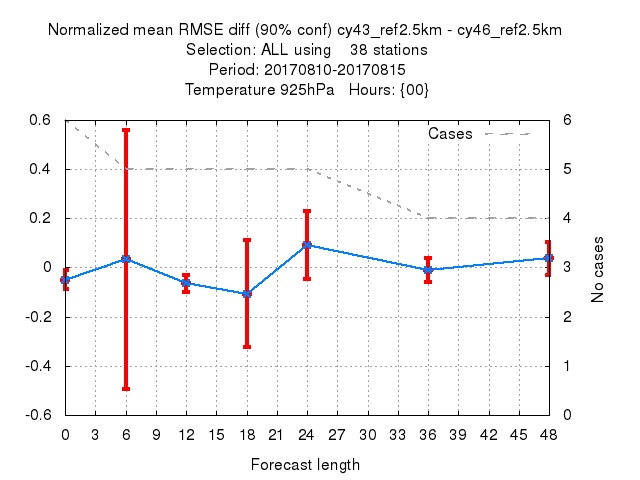 Normalized mean RMSE diff (90% conf) cy43_ref2.5km - cy46_ref2.5km
Selection: ALL using    38 stations
Period: 20170810-20170815
Temperature 925hPa   Hours: {00}
Cases
0.6
0.4
0.2
0
-0.2
-0.4
-0.6
6
5
4
3
2
1
0
No cases
0 3 6 9 12 15 18 21 24 27 30 33 36 39 42 45 48
Forecast length